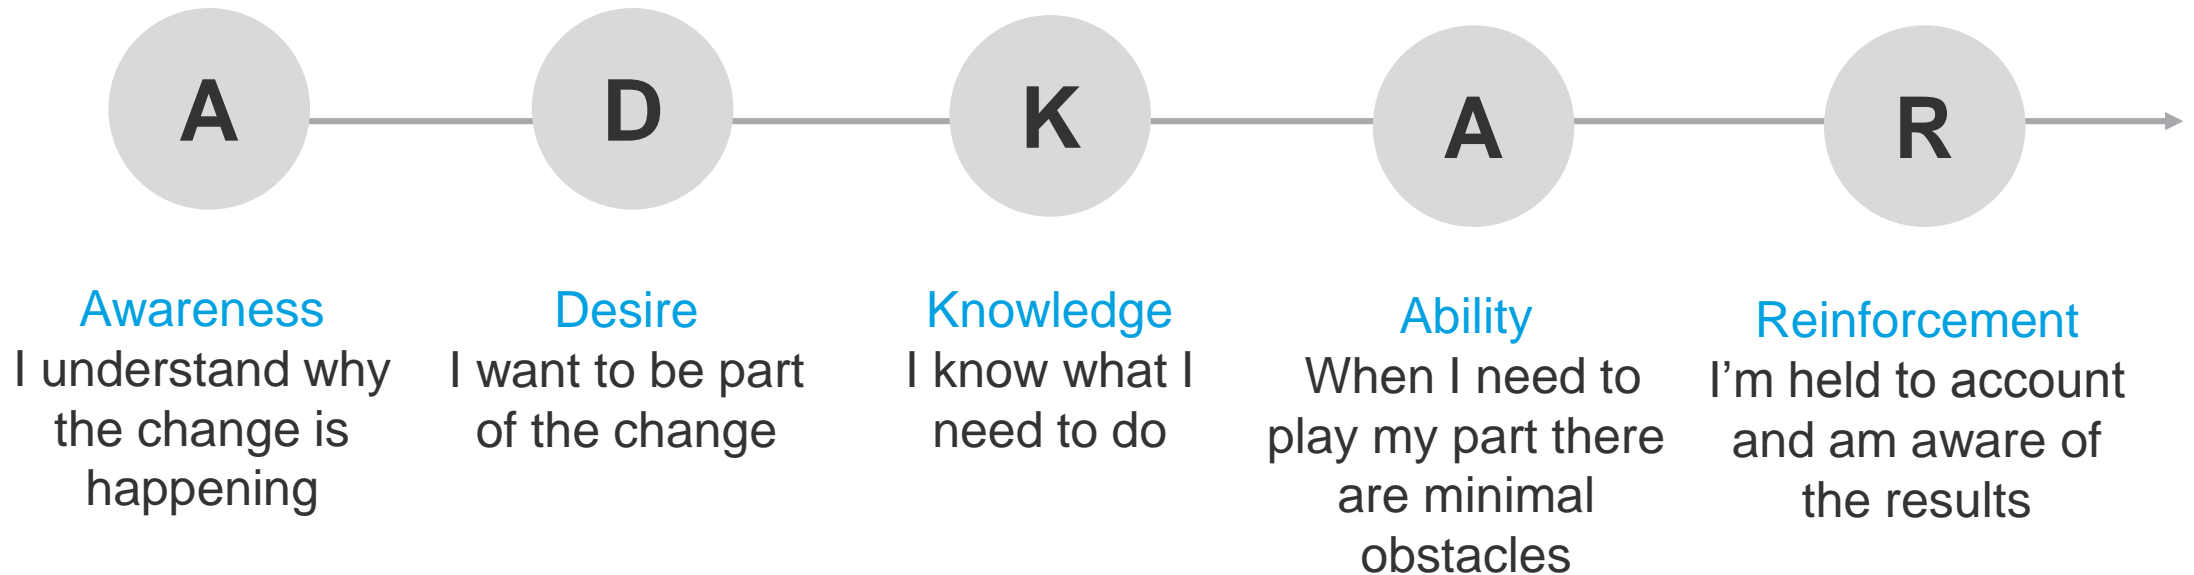 A
D
K
A
R
Awareness
I understand why
the change is
happening
Desire
I want to be part
of the change
Knowledge
I know what I
need to do
Ability
When I need to
play my part there
are minimal
obstacles
Reinforcement
I’m held to account
and am aware of
the results